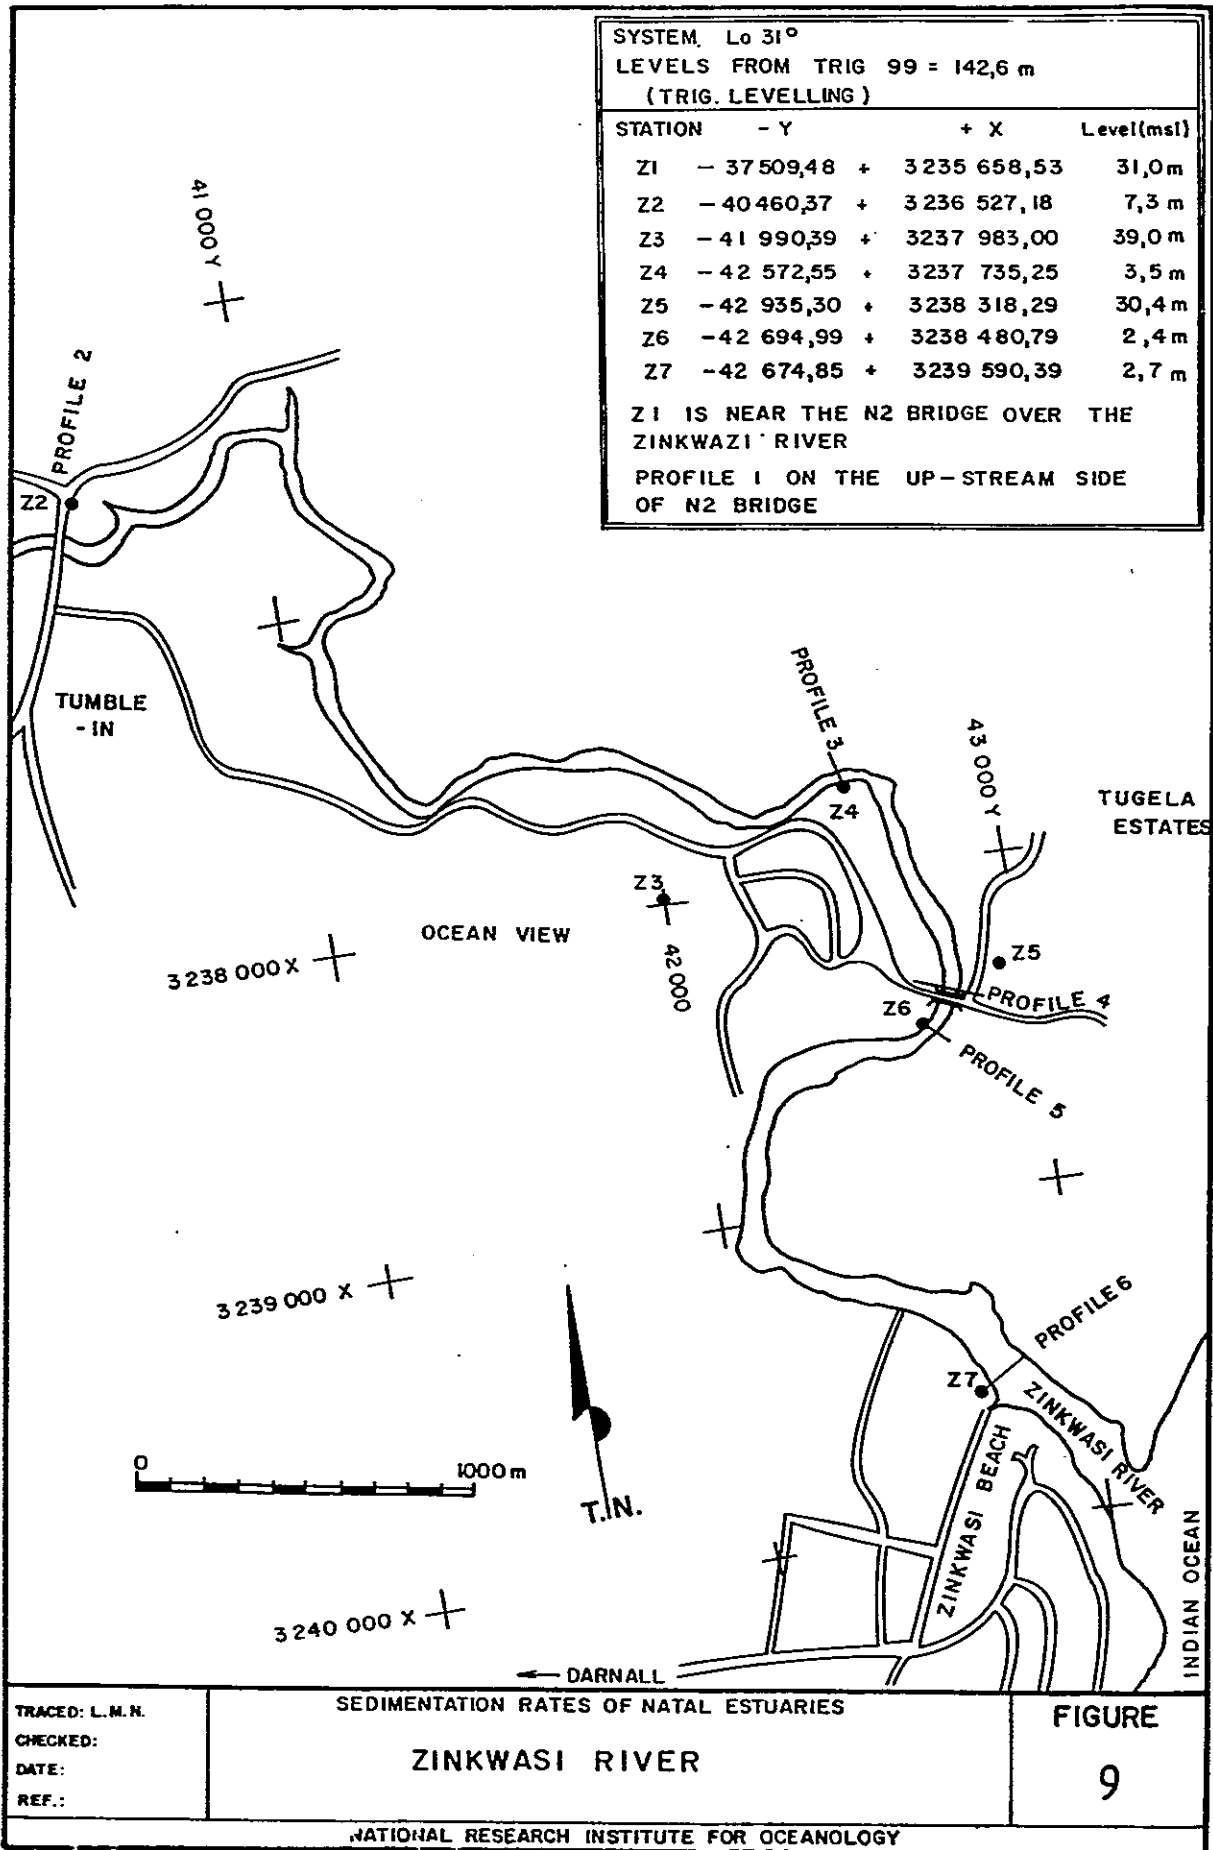 SYSTEM. Lo 31°
LEVELS FROM TRIG 99 = 142,6 m
(TRIG. LEVELLING)
STATION - Y + X Level(msl)
Z1 - 37 509,48 + 3 235 658,53 31,0 m
Z2 - 40 460,37 + 3 236 527,18 7,3 m
Z3 - 41 990,39 + 3237 983,00 39,0 m
Z4 - 42 572,55 + 3237 735,25 3,5 m
Z5 - 42 935,30 + 3238 318,29 30,4 m
Z6 - 42 694,99 + 3238 480,79 2,4 m
Z7 - 42 674,85 + 3239 590,39 2,7 m
Z1 IS NEAR THE N2 BRIDGE OVER THE
ZINKWAZI RIVER
PROFILE 1 ON THE UP-STREAM SIDE
OF N2 BRIDGE
41 000 Y
PROFILE 2
Z2
TUMBLE
- IN
PROFILE 3
Z4
43 000 Y
TUGELA
ESTATES
Z3
OCEAN VIEW
42 000
3 238 000 X
Z5
PROFILE 4
Z6
PROFILE 5
3 239 000 X
PROFILE 6
Z7
ZINKWASI RIVER
ZINKWASI BEACH
INDIAN OCEAN
0 1000 m
T.N.
3 240 000 X
← DARNALL
TRACED: L.M.N.
CHECKED:
DATE:
REF.:
SEDIMENTATION RATES OF NATAL ESTUARIES
ZINKWASI RIVER
FIGURE
9
NATIONAL RESEARCH INSTITUTE FOR OCEANOLOGY